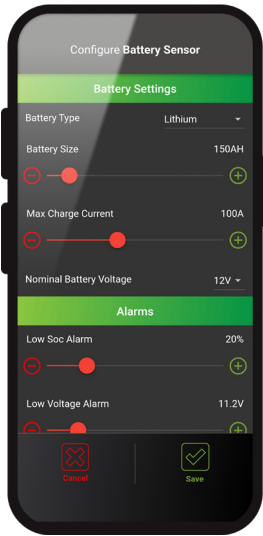 Configure Battery Sensor
Battery Settings
Battery Type Lithium
Battery Size 150AH
Max Charge Current 100A
Nominal Battery Voltage 12V
Alarms
Low Soc Alarm 20%
Low Voltage Alarm 11.2V
Cancel Save